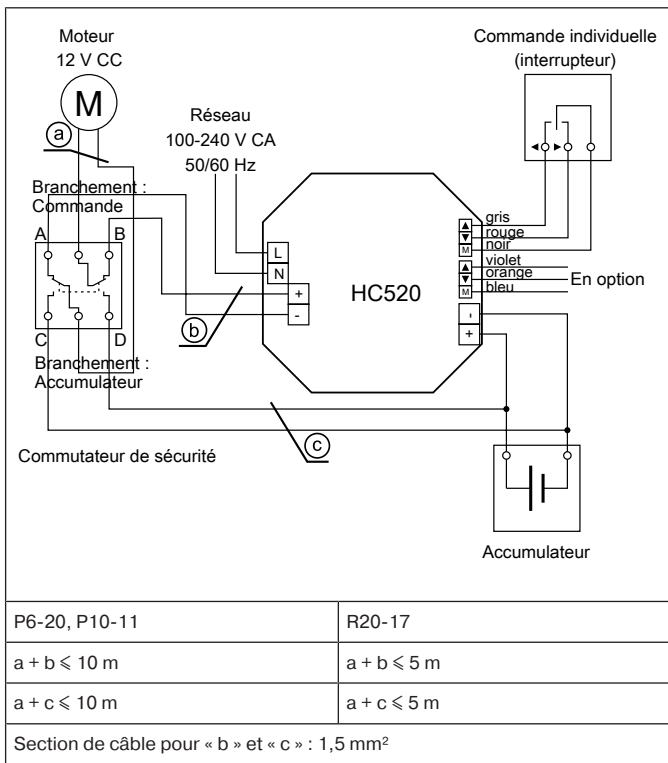 Moteur
12 V CC
M
a
Réseau
100-240 V CA
50/60 Hz
Commande individuelle
(interrupteur)
◄ ►
Branchement :
Commande
A B
C D
Branchement :
Accumulateur
Commutateur de sécurité
b
c
L
N
+
-
HC520
▲ gris
▼ rouge
M noir
▲ violet
▼ orange
M bleu
En option
-
+
Accumulateur
P6-20, P10-11 R20-17
a + b ⩽ 10 m a + b ⩽ 5 m
a + c ⩽ 10 m a + c ⩽ 5 m
Section de câble pour « b » et « c » : 1,5 mm²